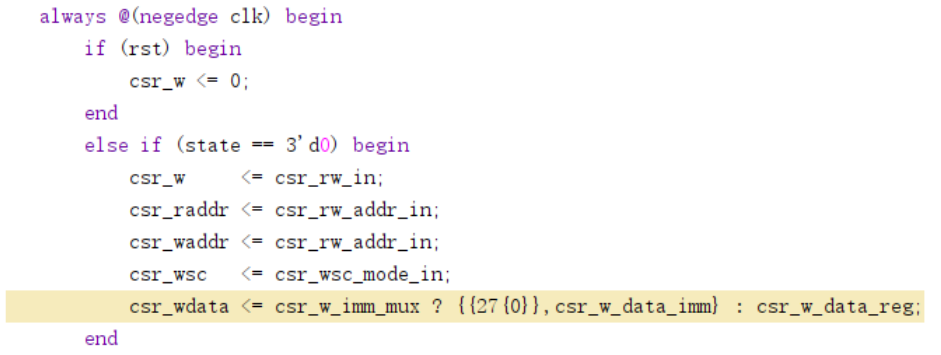 always @(negedge clk) begin
if (rst) begin
csr_w <= 0;
end
else if (state == 3'd0) begin
csr_w <= csr_rw_in;
csr_raddr <= csr_rw_addr_in;
csr_waddr <= csr_rw_addr_in;
csr_wsc <= csr_wsc_mode_in;
csr_wdata <= csr_w_imm_mux ? {{27{0}},csr_w_data_imm} : csr_w_data_reg;
end